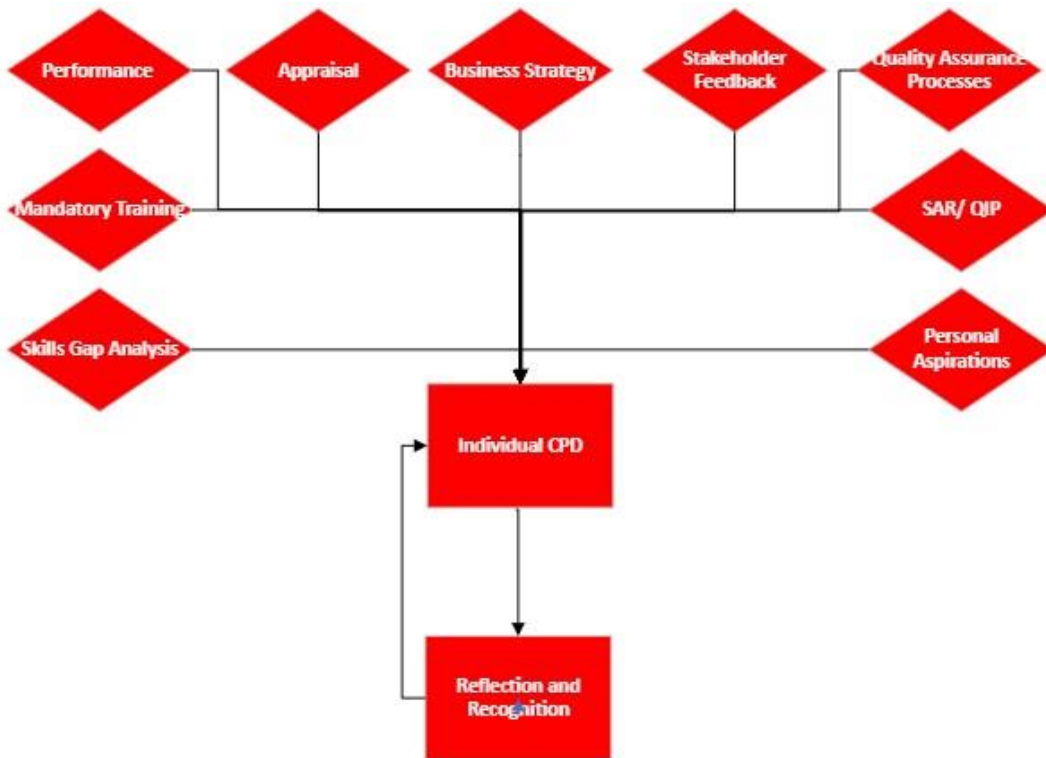 Performance
Appraisal
Business Strategy
Stakeholder
Feedback
Quality Assurance
Processes
Mandatory Training
SAR/ QIP
Skills Gap Analysis
Personal
Aspirations
Individual CPD
Reflection and
Recognition